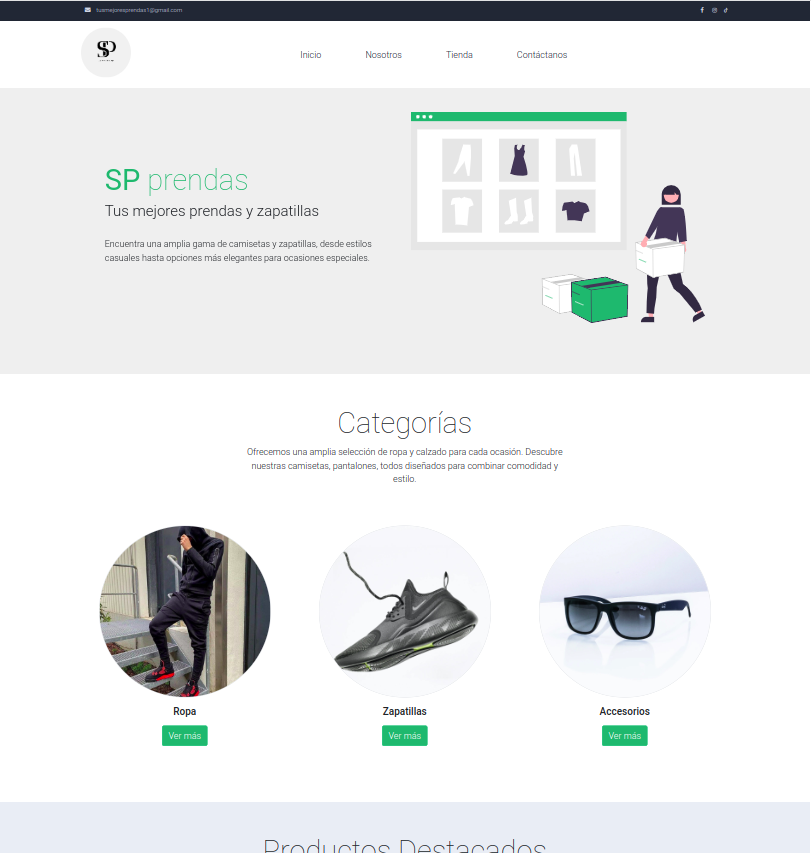 tusmejoresprendas1@gmail.com
SP
Inicio
Nosotros
Tienda
Contáctanos
SP prendas
Tus mejores prendas y zapatillas
Encuentra una amplia gama de camisetas y zapatillas, desde estilos
casuales hasta opciones más elegantes para ocasiones especiales.
Categorías
Ofrecemos una amplia selección de ropa y calzado para cada ocasión. Descubre
nuestras camisetas, pantalones, todos diseñados para combinar comodidad y
estilo.
Ropa
Zapatillas
Accesorios
Ver más
Ver más
Ver más
Productos Destacados